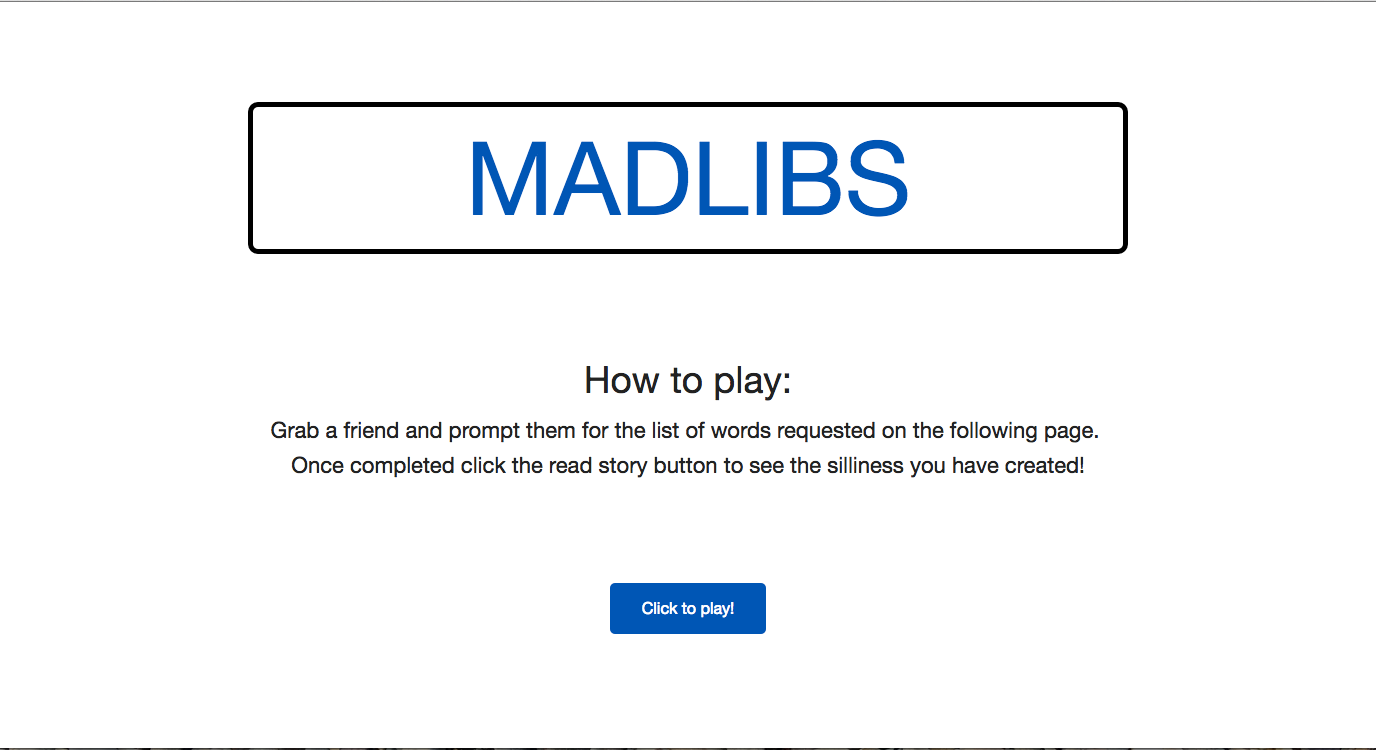 MADLIBS
How to play:
Grab a friend and prompt them for the list of words requested on the following page.
Once completed click the read story button to see the silliness you have created!
Click to play!